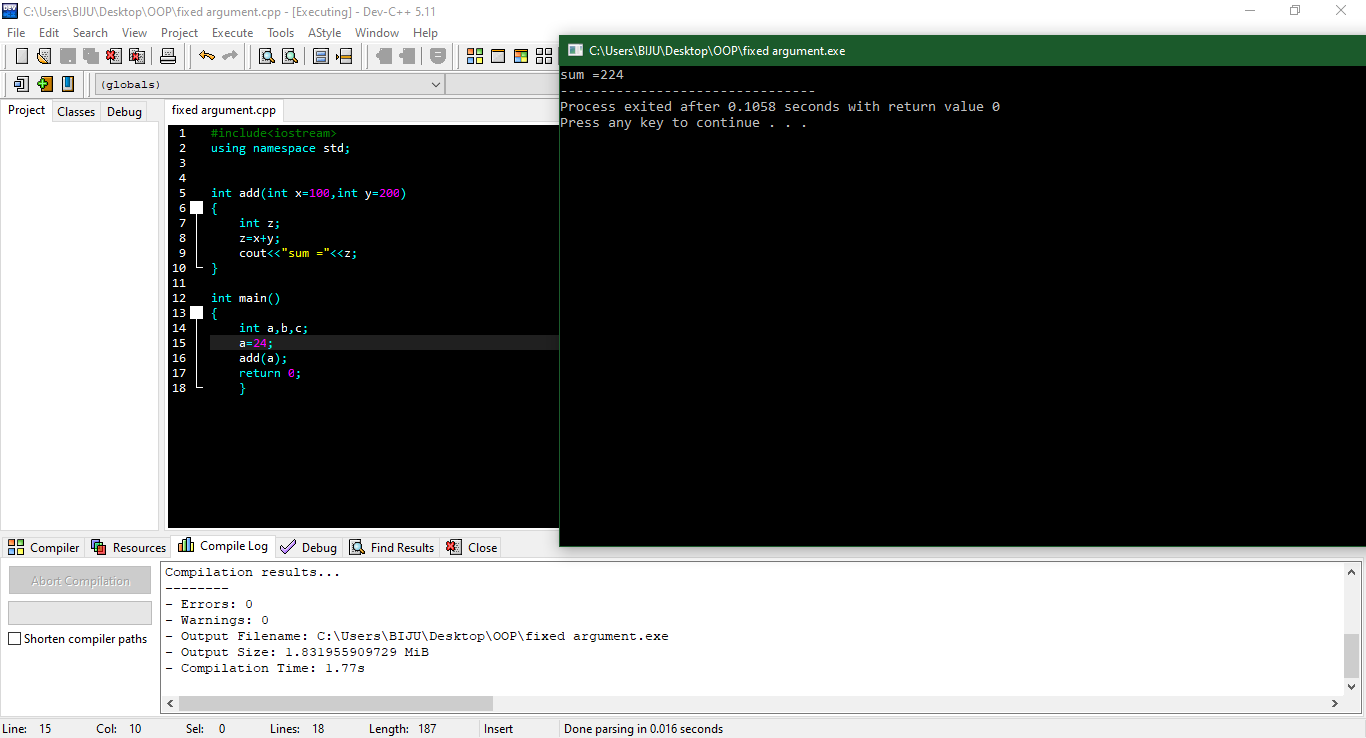 C:\Users\BIJU\Desktop\OOP\fixed argument.cpp - [Executing] - Dev-C++ 5.11
File Edit Search View Project Execute Tools AStyle Window Help
(globals)
Project Classes Debug
fixed argument.cpp
1 #include<iostream>
2 using namespace std;
3
4
5 int add(int x=100,int y=200)
6 {
7 int z;
8 z=x+y;
9 cout<<"sum ="<<z;
10 }
11
12 int main()
13 {
14 int a,b,c;
15 a=24;
16 add(a);
17 return 0;
18 }
C:\Users\BIJU\Desktop\OOP\fixed argument.exe
sum =224
--------------------------------
Process exited after 0.1058 seconds with return value 0
Press any key to continue . . .
Compiler Resources Compile Log Debug Find Results Close
Abort Compilation
Shorten compiler paths
Compilation results...
--------
- Errors: 0
- Warnings: 0
- Output Filename: C:\Users\BIJU\Desktop\OOP\fixed argument.exe
- Output Size: 1.831955909729 MiB
- Compilation Time: 1.77s
Line: 15 Col: 10 Sel: 0 Lines: 18 Length: 187 Insert Done parsing in 0.016 seconds